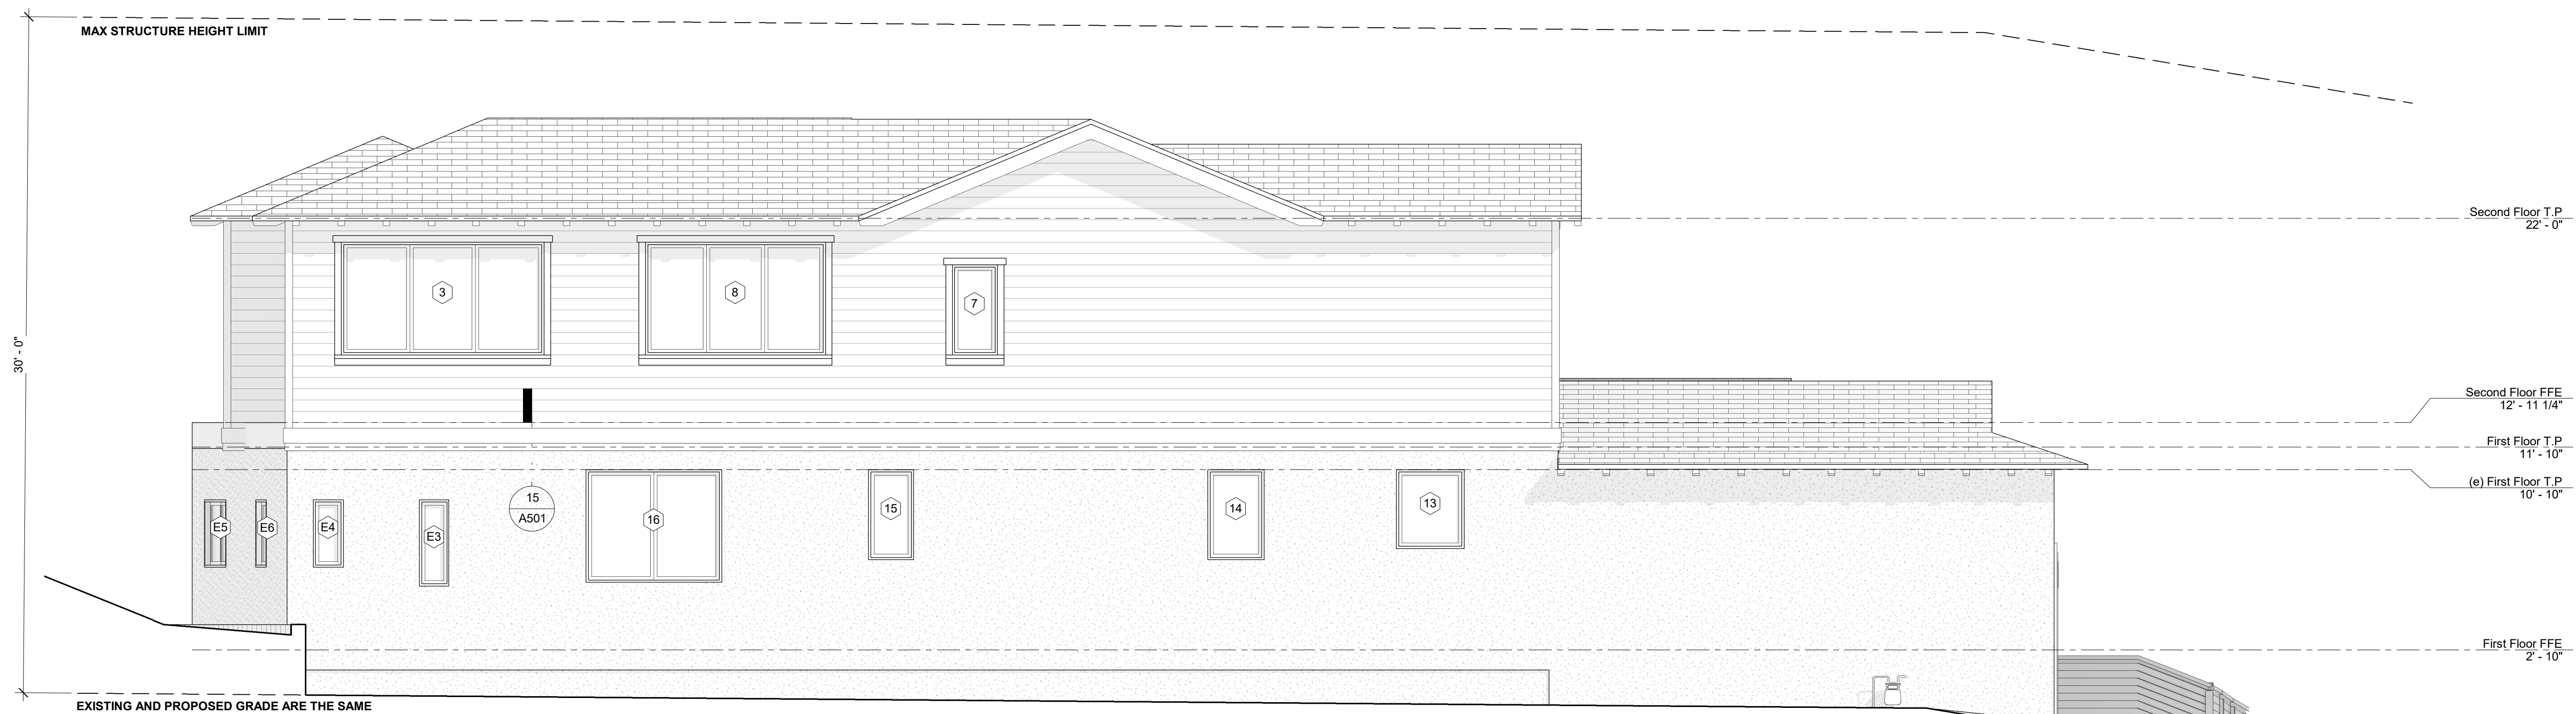 MAX STRUCTURE HEIGHT LIMIT
30' - 0"
Second Floor T.P
22' - 0"
3
8
7
Second Floor FFE
12' - 11 1/4"
First Floor T.P
11' - 10"
(e) First Floor T.P
10' - 10"
E5
E6
E4
E3
15
A501
16
15
14
13
First Floor FFE
2' - 10"
EXISTING AND PROPOSED GRADE ARE THE SAME